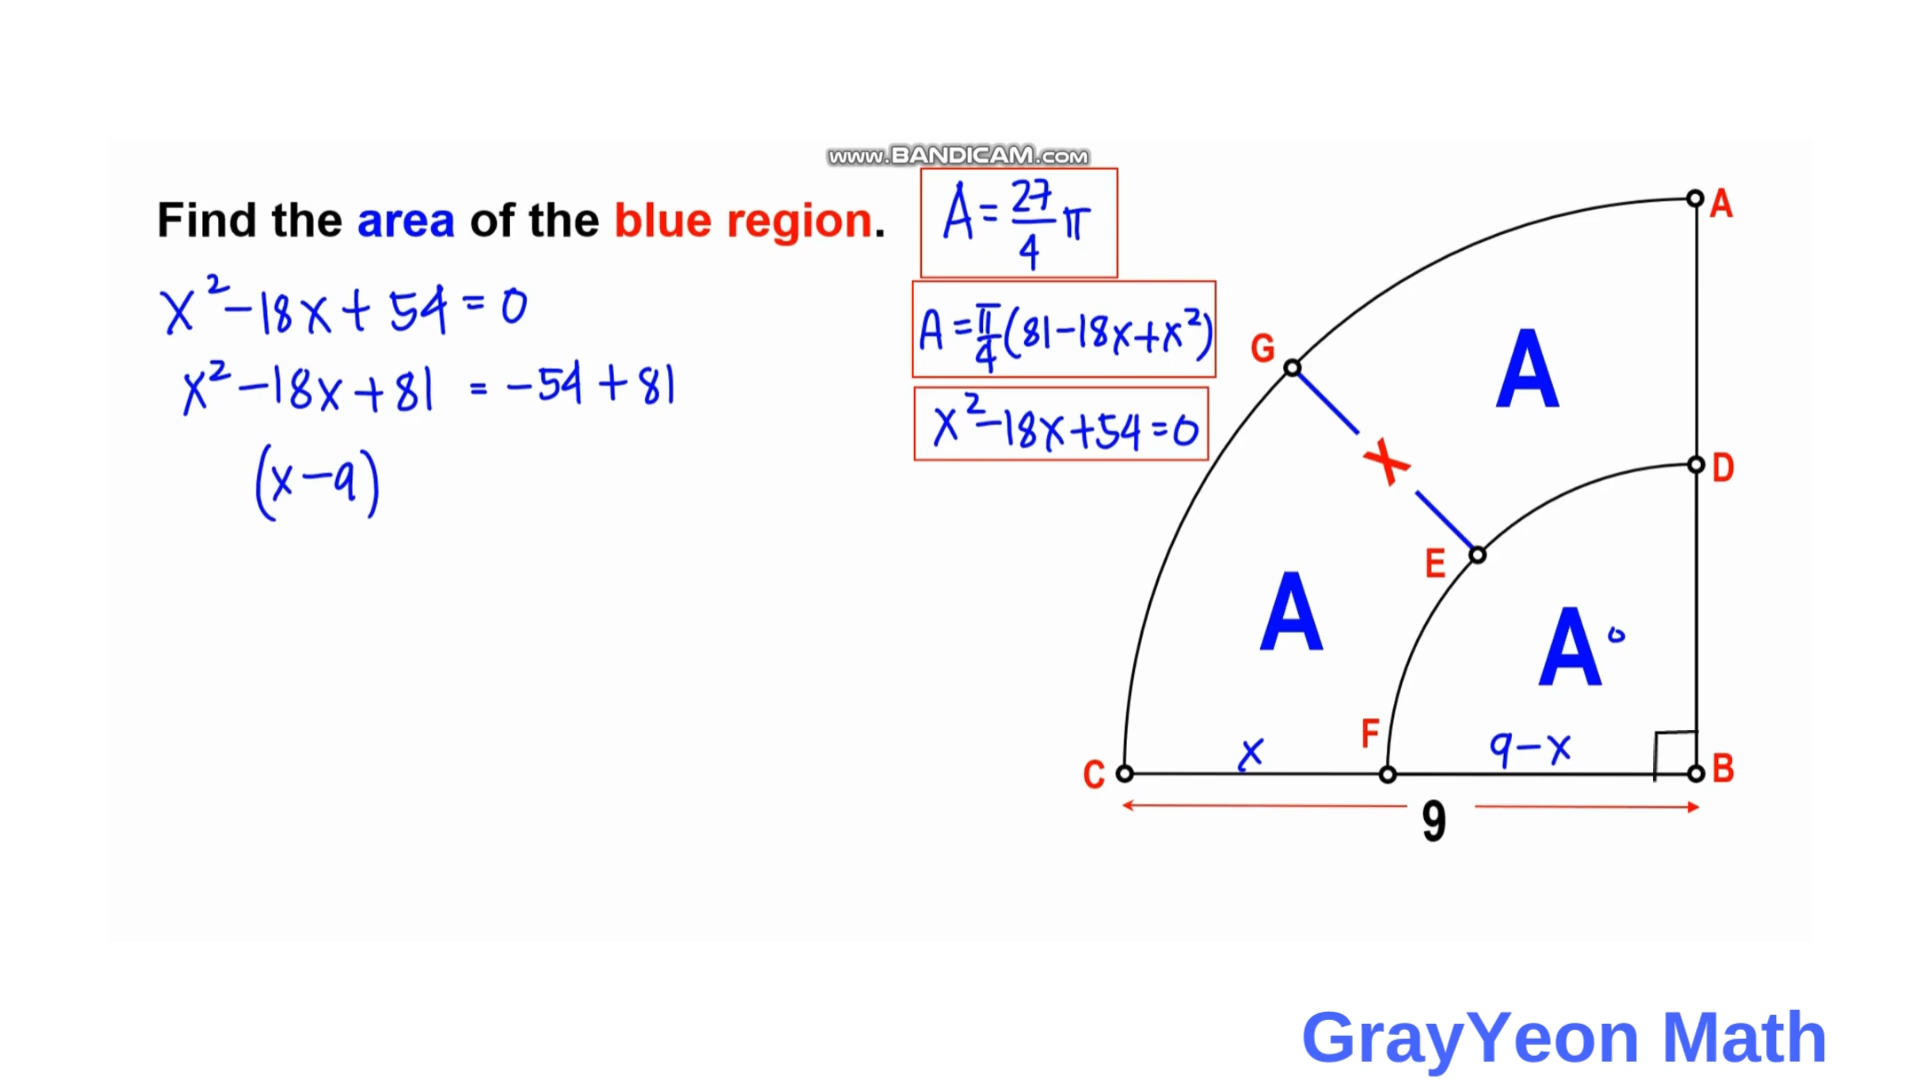 www.BANDICAM.com
Find the area of the blue region.
x² - 18x + 54 = 0
x² - 18x + 81 = -54 + 81
(x - 9)
A = 27/4 π
A = π/4 (81 - 18x + x²)
x² - 18x + 54 = 0
A
G
A
X
D
E
A
A
F
x
9 - x
C
B
9
GrayYeon Math